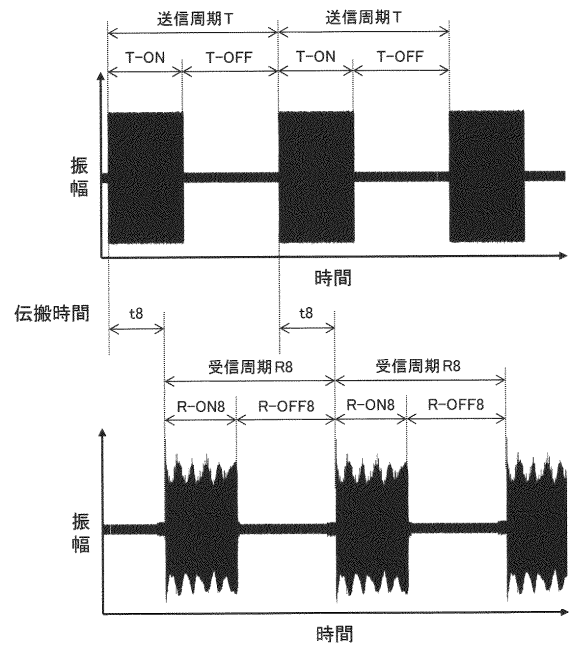 送信周期T 送信周期T
T-ON T-OFF T-ON T-OFF
振幅
時間
伝搬時間 t8 t8
受信周期R8 受信周期R8
R-ON8 R-OFF8 R-ON8 R-OFF8
振幅
時間